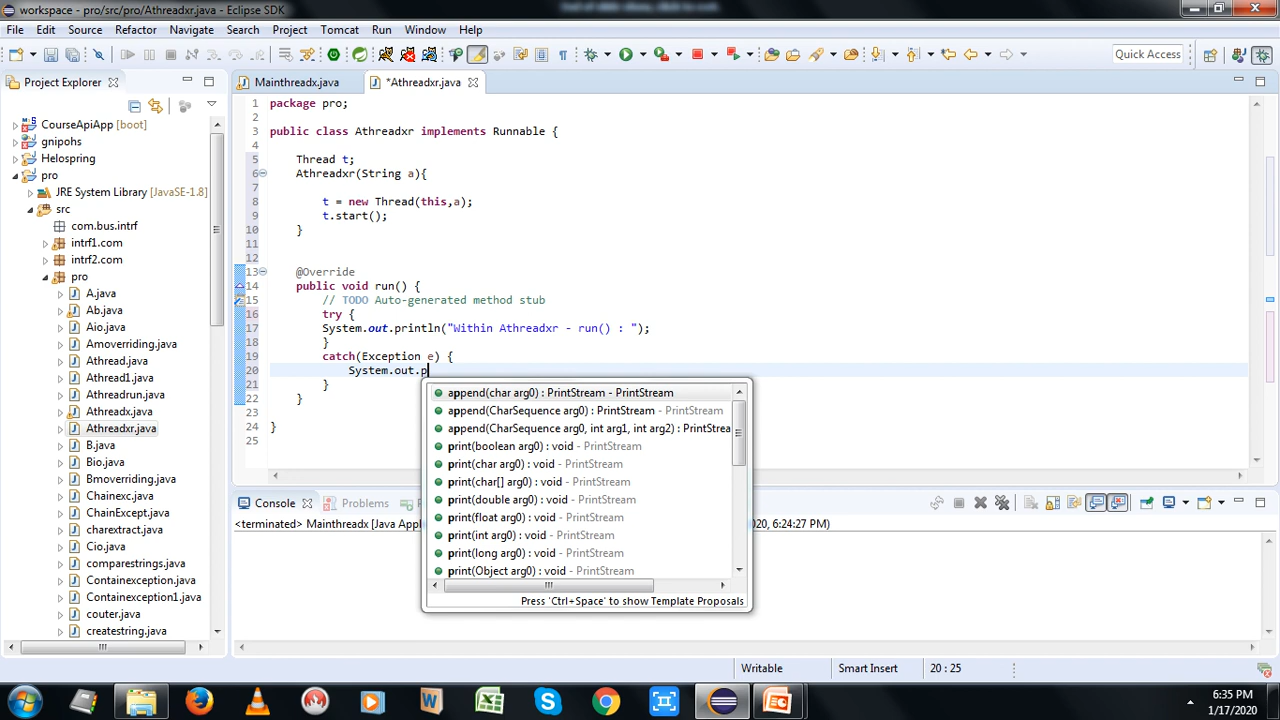 workspace - pro/src/pro/Athreadxr.java - Eclipse SDK
File Edit Source Refactor Navigate Search Project Tomcat Run Window Help
Quick Access
Project Explorer
Mainthreadx.java
*Athreadxr.java
CourseApiApp [boot]
gnipohs
Helospring
pro
JRE System Library [JavaSE-1.8]
src
com.bus.intrf
intrf1.com
intrf2.com
pro
A.java
Ab.java
Aio.java
Amoverriding.java
Athread.java
Athread1.java
Athreadrun.java
Athreadx.java
Athreadxr.java
B.java
Bio.java
Bmoverriding.java
Chainexc.java
ChainExcept.java
charextract.java
Cio.java
comparestrings.java
Containexception.java
Containexception1.java
couter.java
createstring.java
1 package pro;
2
3 public class Athreadxr implements Runnable {
4
5 Thread t;
6 Athreadxr(String a){
7
8 t = new Thread(this,a);
9 t.start();
10 }
11
12
13 @Override
14 public void run() {
15 // TODO Auto-generated method stub
16 try {
17 System.out.println("Within Athreadxr - run() : ");
18 }
19 catch(Exception e) {
20 System.out.p
21 }
22 }
23
24 }
25
append(char arg0) : PrintStream - PrintStream
append(CharSequence arg0) : PrintStream - PrintStream
append(CharSequence arg0, int arg1, int arg2) : PrintStrea
print(boolean arg0) : void - PrintStream
print(char arg0) : void - PrintStream
print(char[] arg0) : void - PrintStream
print(double arg0) : void - PrintStream
print(float arg0) : void - PrintStream
print(int arg0) : void - PrintStream
print(long arg0) : void - PrintStream
print(Object arg0) : void - PrintStream
Press 'Ctrl+Space' to show Template Proposals
Console
Problems
<terminated> Mainthreadx [Java Appl
020, 6:24:27 PM)
Writable
Smart Insert
20 : 25
6:35 PM
1/17/2020